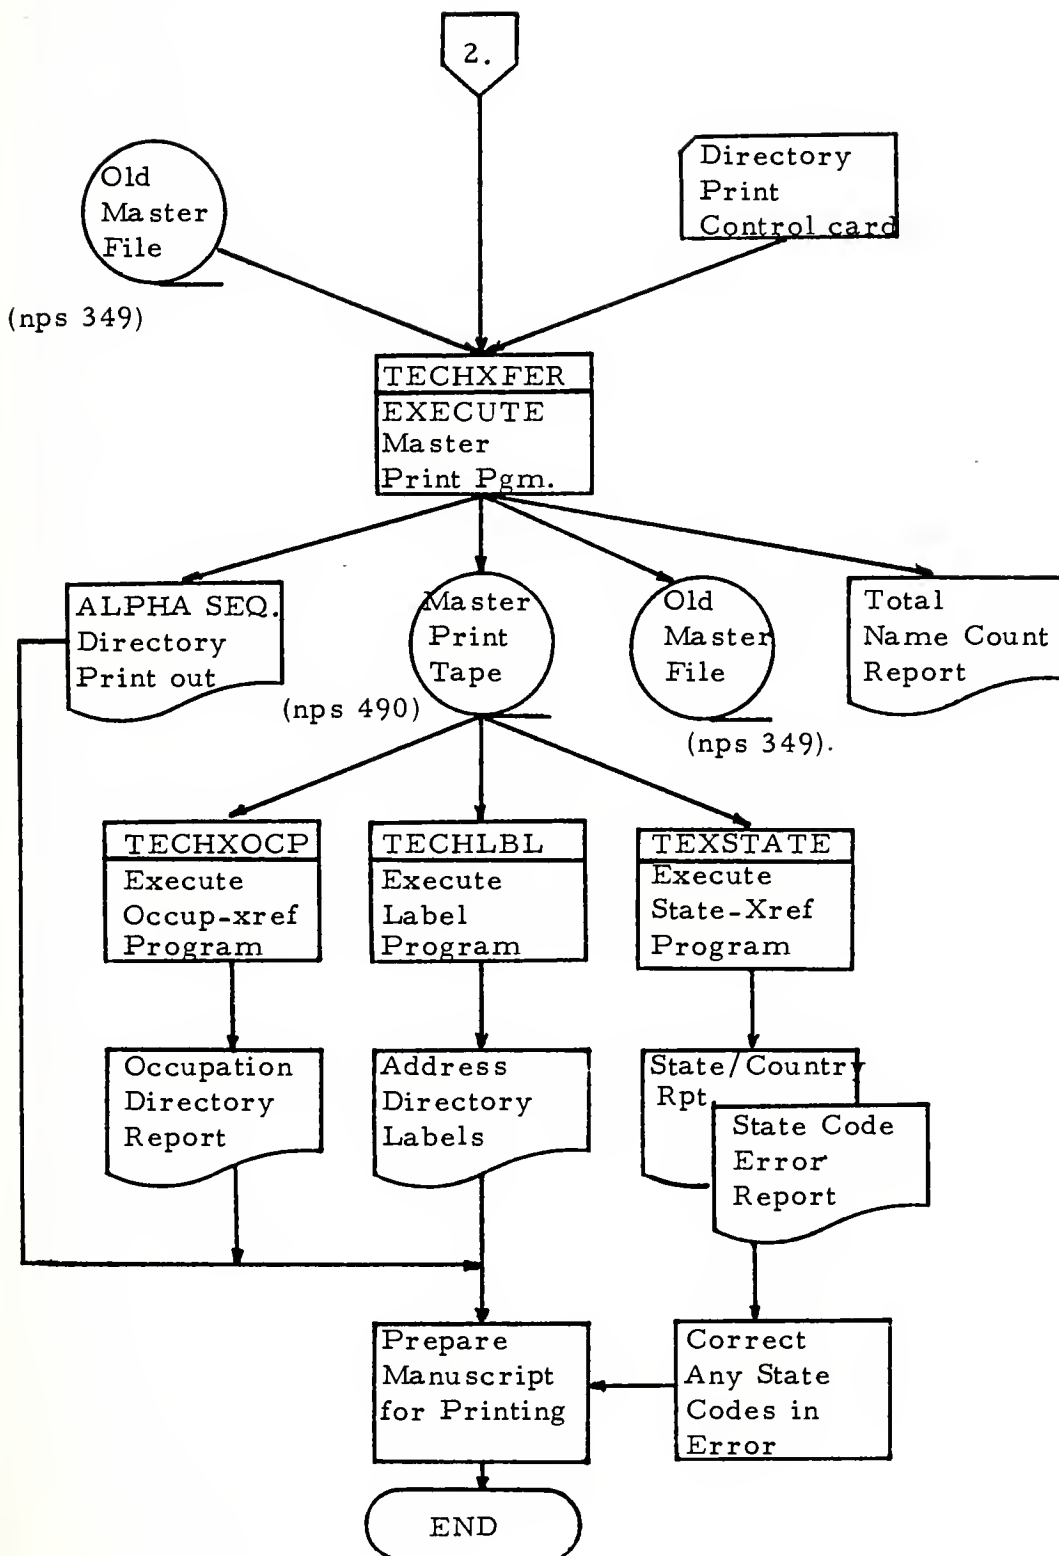 2.
Old
Master
File
(nps 349)
Directory
Print
Control card
TECHXFER
EXECUTE
Master
Print Pgm.
ALPHA SEQ.
Directory
Print out
Master
Print
Tape
(nps 490)
Old
Master
File
(nps 349).
Total
Name Count
Report
TECHXOCP
Execute
Occup-xref
Program
TECHLBL
Execute
Label
Program
TEXSTATE
Execute
State-Xref
Program
Occupation
Directory
Report
Address
Directory
Labels
State/Country
Rpt.
State Code
Error
Report
Prepare
Manuscript
for Printing
Correct
Any State
Codes in
Error
END